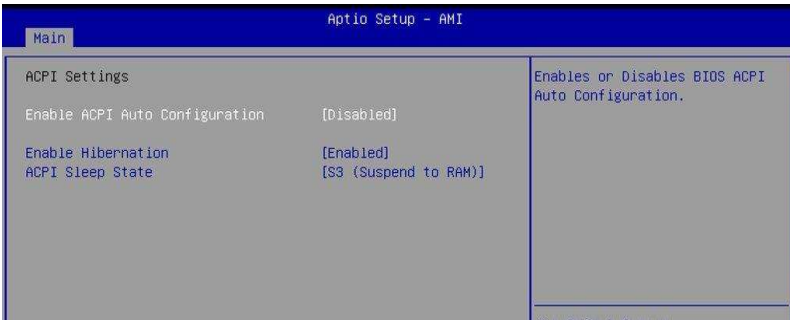 Aptio Setup - AMI
Main
ACPI Settings
Enable ACPI Auto Configuration [Disabled]
Enable Hibernation [Enabled]
ACPI Sleep State [S3 (Suspend to RAM)]
Enables or Disables BIOS ACPI
Auto Configuration.